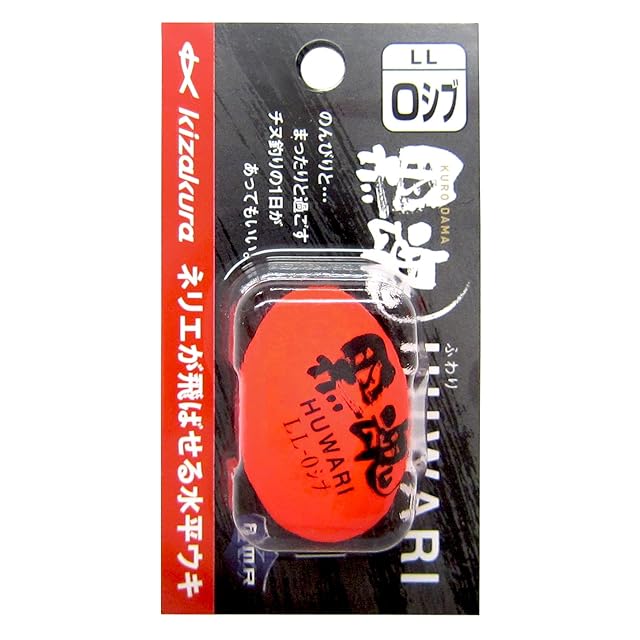 LL
0シブ
黒魂
KURODAMA
ふわり
HUWARI
のんびりと…
まったりと過ごす
チヌ釣りの1日が
あってもいい。
kizakura
ネリエが飛ばせる水平ウキ
黒魂
HUWARI
LL-0シブ